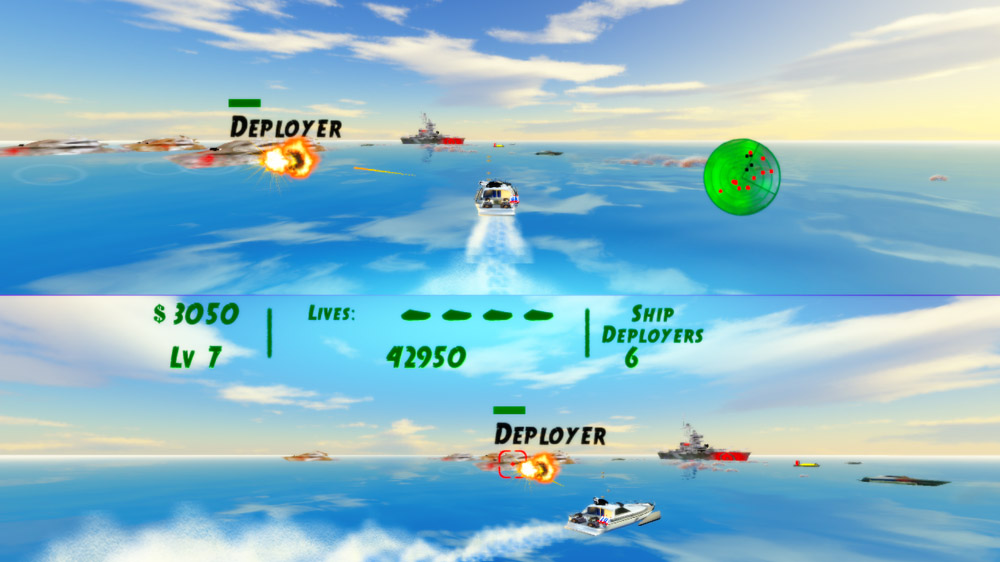 DEPLOYER
$ 3050
LIVES:
SHIP
DEPLOYERS
LV 7
42950
6
DEPLOYER